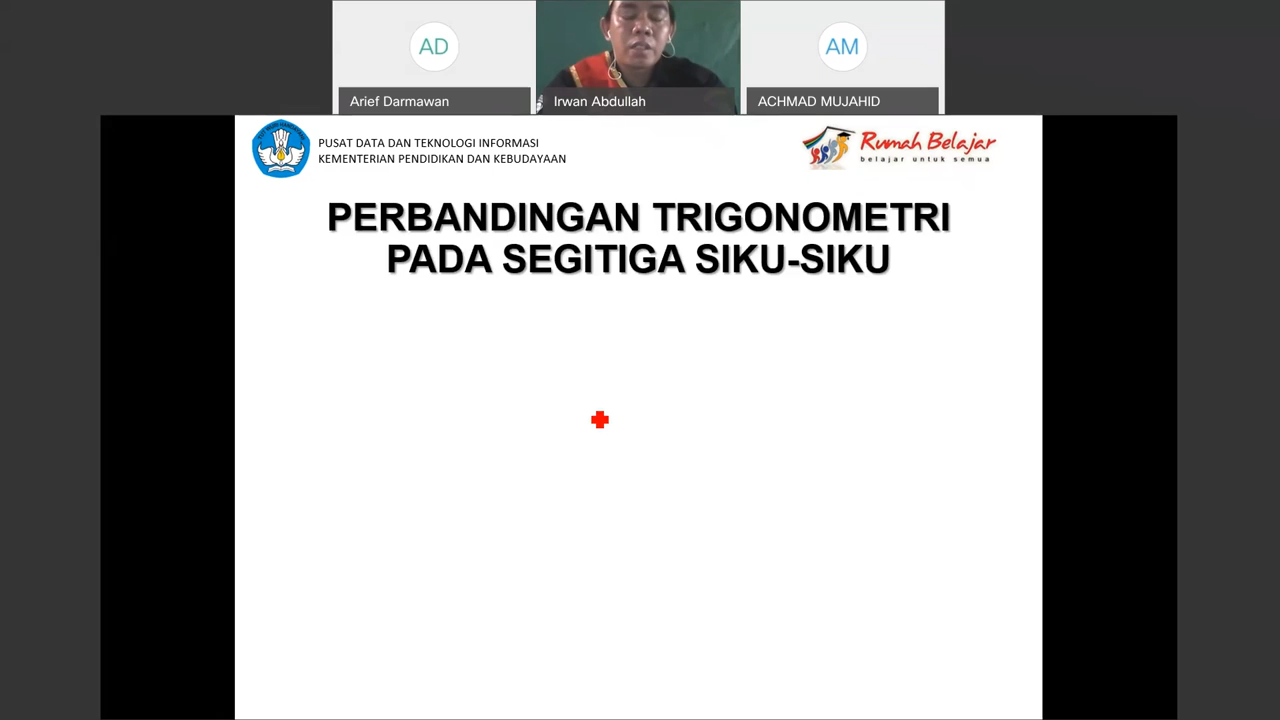 AD
AM
Arief Darmawan
Irwan Abdullah
ACHMAD MUJAHID
PUSAT DATA DAN TEKNOLOGI INFORMASI
KEMENTERIAN PENDIDIKAN DAN KEBUDAYAAN
Rumah Belajar
belajar untuk semua
PERBANDINGAN TRIGONOMETRI
PADA SEGITIGA SIKU-SIKU